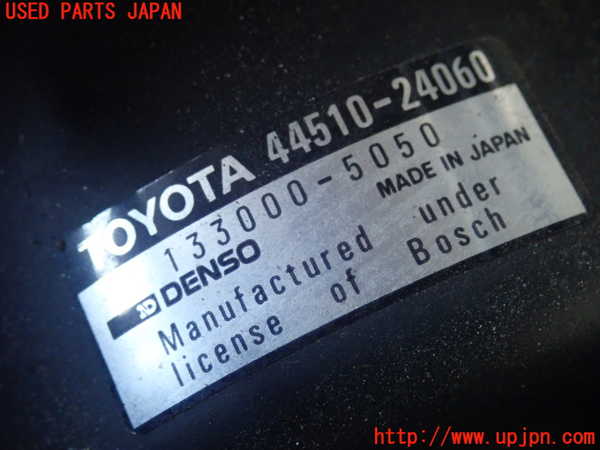 USED PARTS JAPAN
TOYOTA 44510-24060
133000-5050
DENSO MADE IN JAPAN
Manufactured under
license of Bosch
http://www.upjpn.com/